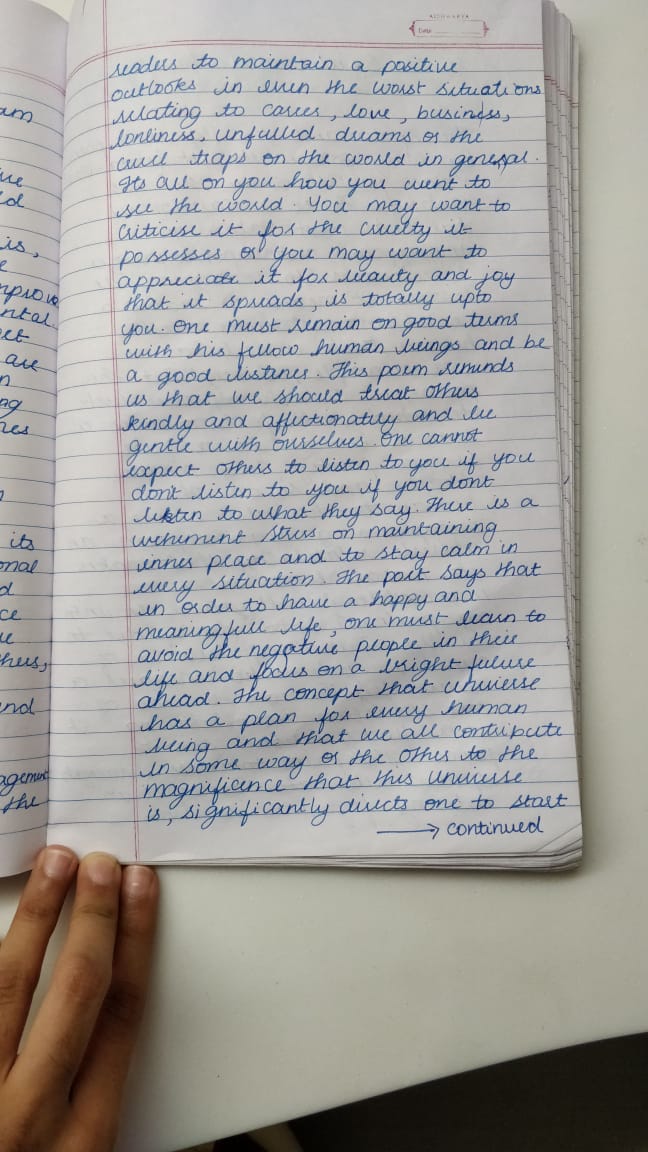 ADHWARYA
Date
readers to maintain a positive
outlooks in even the worst situations
relating to career, love, business,
lonliness, unfulled dreams or the
cruel traps on the world in general.
Its all on you how you went to
see the world. You may want to
criticise it for the cruelty it
possesses or you may want to
appreciate it for beauty and joy
that it spreads, is totally upto
you. One must remain on good terms
with his fellow human beings and be
a good listener. This poem reminds
us that we should treat others
kindly and affectionately and be
gentle with ourselves. One cannot
expect others to listen to you if you
don't listen to you if you dont
listen to what they say. There is a
vehement stress on maintaining
inner peace and to stay calm in
every situation. The poet says that
in order to have a happy and
meaningfull life, one must learn to
avoid the negative people in their
life and focus on a bright future
ahead. The concept that universe
has a plan for every human
being and that we all contribute
in some way or the other to the
magnificence that this universe
is, significantly directs one to start
→ continued
am
ue
d
is,
e
mprove
ntal
ect
are
n
ng
res
its
onal
d
ce
e
thers,
end
agement
the